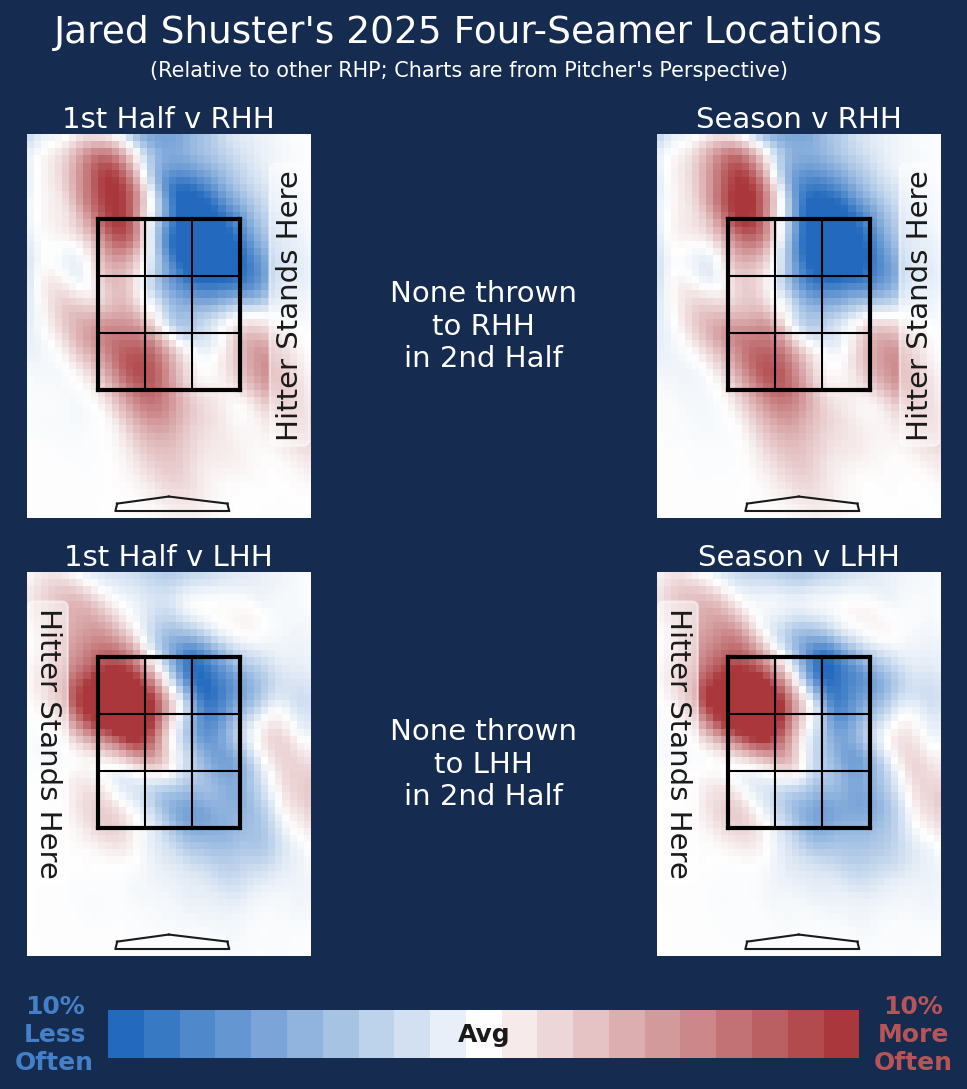 Jared Shuster's 2025 Four-Seamer Locations
(Relative to other RHP; Charts are from Pitcher's Perspective)
1st Half v RHH
Season v RHH
Hitter Stands Here
None thrown
to RHH
in 2nd Half
Hitter Stands Here
1st Half v LHH
Season v LHH
Hitter Stands Here
None thrown
to LHH
in 2nd Half
Hitter Stands Here
10%
Less
Often
Avg
10%
More
Often